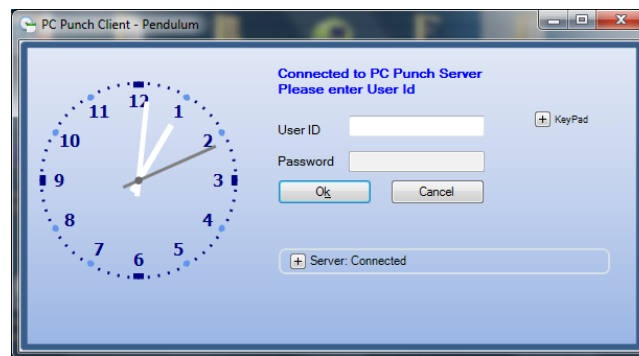 PC Punch Client - Pendulum
Connected to PC Punch Server
Please enter User Id
User ID
KeyPad
Password
Ok
Cancel
Server: Connected
12
1
2
3
4
5
6
7
8
9
10
11